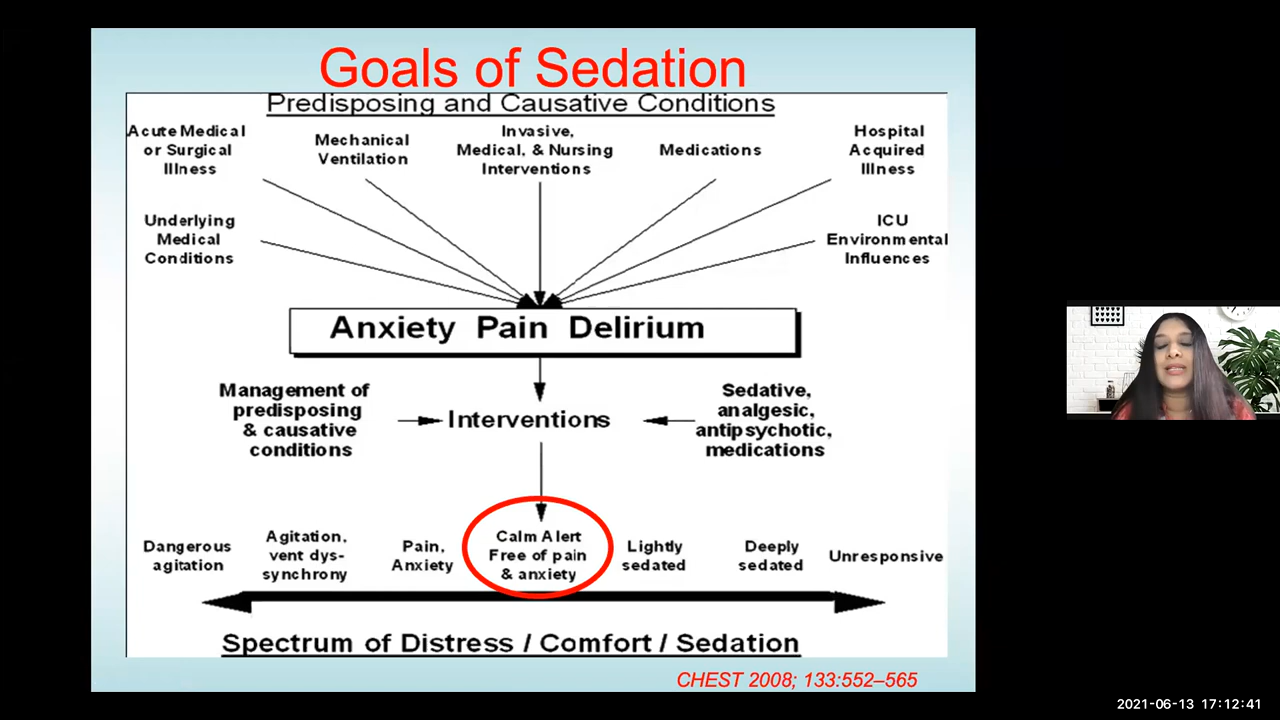 Goals of Sedation
Predisposing and Causative Conditions
Acute Medical
or Surgical
Illness
Mechanical
Ventilation
Invasive,
Medical, & Nursing
Interventions
Medications
Hospital
Acquired
Illness
Underlying
Medical
Conditions
ICU
Environmental
Influences
Anxiety Pain Delirium
Management of
predisposing
& causative
conditions
Interventions
Sedative,
analgesic,
antipsychotic,
medications
Dangerous
agitation
Agitation,
vent dys-
synchrony
Pain,
Anxiety
Calm Alert
Free of pain
& anxiety
Lightly
sedated
Deeply
sedated
Unresponsive
Spectrum of Distress / Comfort / Sedation
CHEST 2008; 133:552–565
2021-06-13 17:12:41